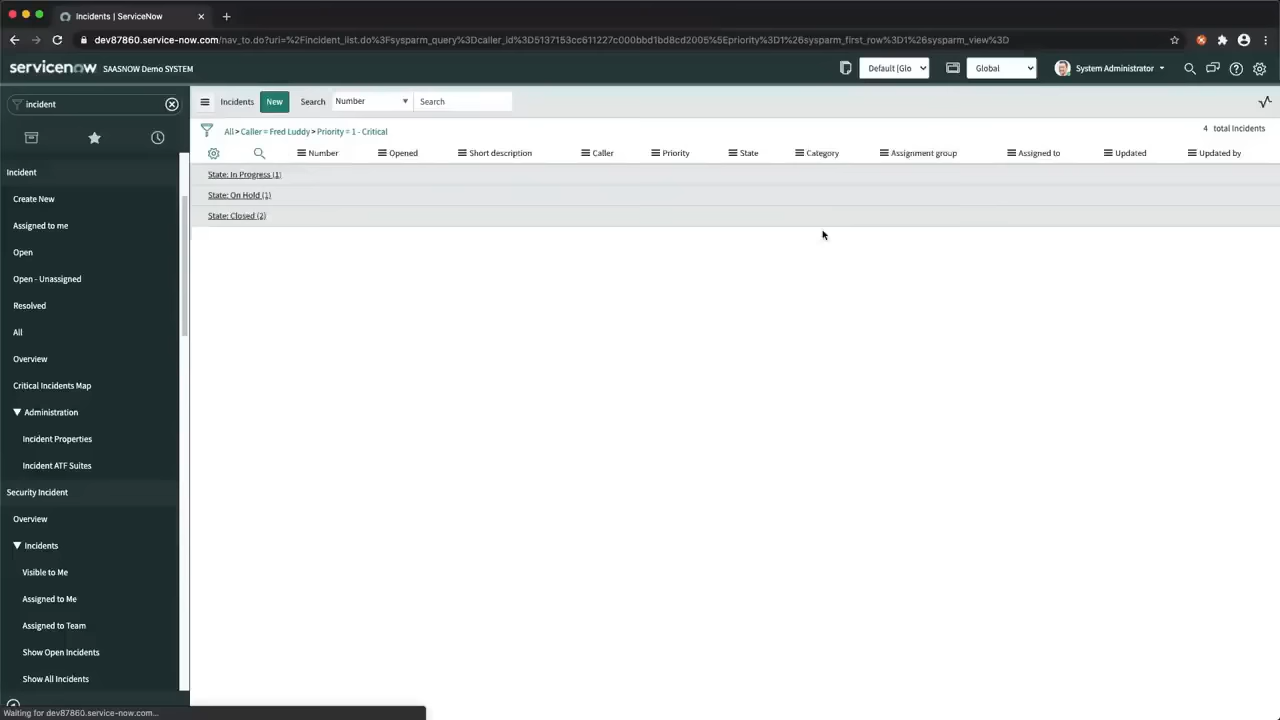 Incidents | ServiceNow
dev87860.service-now.com/nav_to.do?uri=%2Fincident_list.do%3Fsysparm_query%3Dcaller_id%3D5137153cc611227c000bbd1bd8cd2005%5Epriority%3D1%26sysparm_first_row%3D1%26sysparm_view%3D
servicenow SAASNOW Demo SYSTEM Default [Glo Global System Administrator
incident
Incidents New Search Number Search
All > Caller = Fred Luddy > Priority = 1 - Critical 4 total Incidents
Number Opened Short description Caller Priority State Category Assignment group Assigned to Updated Updated by
State: In Progress (1)
State: On Hold (1)
State: Closed (2)
Incident
Create New
Assigned to me
Open
Open - Unassigned
Resolved
All
Overview
Critical Incidents Map
Administration
Incident Properties
Incident ATF Suites
Security Incident
Overview
Incidents
Visible to Me
Assigned to Me
Assigned to Team
Show Open Incidents
Show All Incidents
Waiting for dev87860.service-now.com...